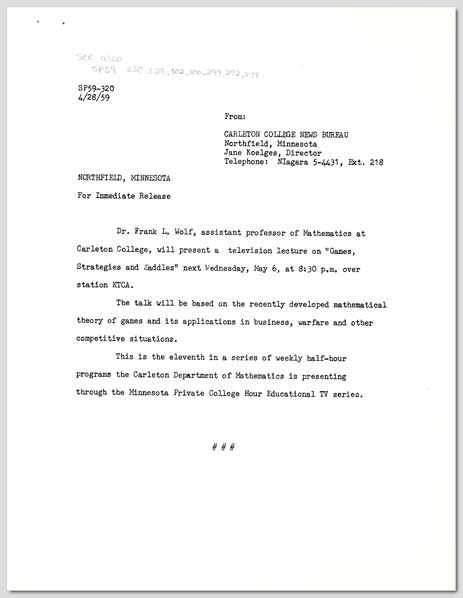 See also
SP59 330, 329, 302, 300, 299, 292, 279
SP59-320
4/28/59
From:
CARLETON COLLEGE NEWS BUREAU
Northfield, Minnesota
Jane Koelges, Director
Telephone: NIagara 5-4431, Ext. 218
NORTHFIELD, MINNESOTA
For Immediate Release
Dr. Frank L. Wolf, assistant professor of Mathematics at
Carleton College, will present a television lecture on "Games,
Strategies and Saddles" next Wednesday, May 6, at 8:30 p.m. over
station KTCA.
The talk will be based on the recently developed mathematical
theory of games and its applications in business, warfare and other
competitive situations.
This is the eleventh in a series of weekly half-hour
programs the Carleton Department of Mathematics is presenting
through the Minnesota Private College Hour Educational TV series.
# # #